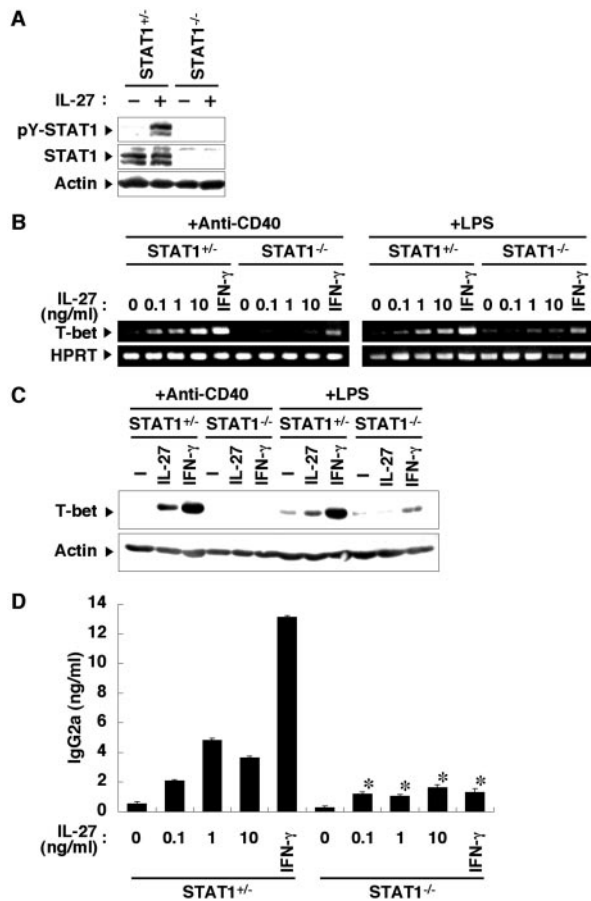 A
STAT1+/- STAT1-/-
IL-27 : − + − +
pY-STAT1
STAT1
Actin
B
+Anti-CD40 +LPS
STAT1+/- STAT1-/- STAT1+/- STAT1-/-
IL-27 (ng/ml) : 0 0.1 1 10 IFN-γ 0 0.1 1 10 IFN-γ 0 0.1 1 10 IFN-γ 0 0.1 1 10 IFN-γ
T-bet
HPRT
C
+Anti-CD40 +LPS
STAT1+/- STAT1-/- STAT1+/- STAT1-/-
− IL-27 IFN-γ − IL-27 IFN-γ − IL-27 IFN-γ − IL-27 IFN-γ
T-bet
Actin
D
IgG2a (ng/ml)
14
12
10
8
6
4
2
0
* * * *
IL-27 (ng/ml) : 0 0.1 1 10 IFN-γ 0 0.1 1 10 IFN-γ
STAT1+/- STAT1-/-